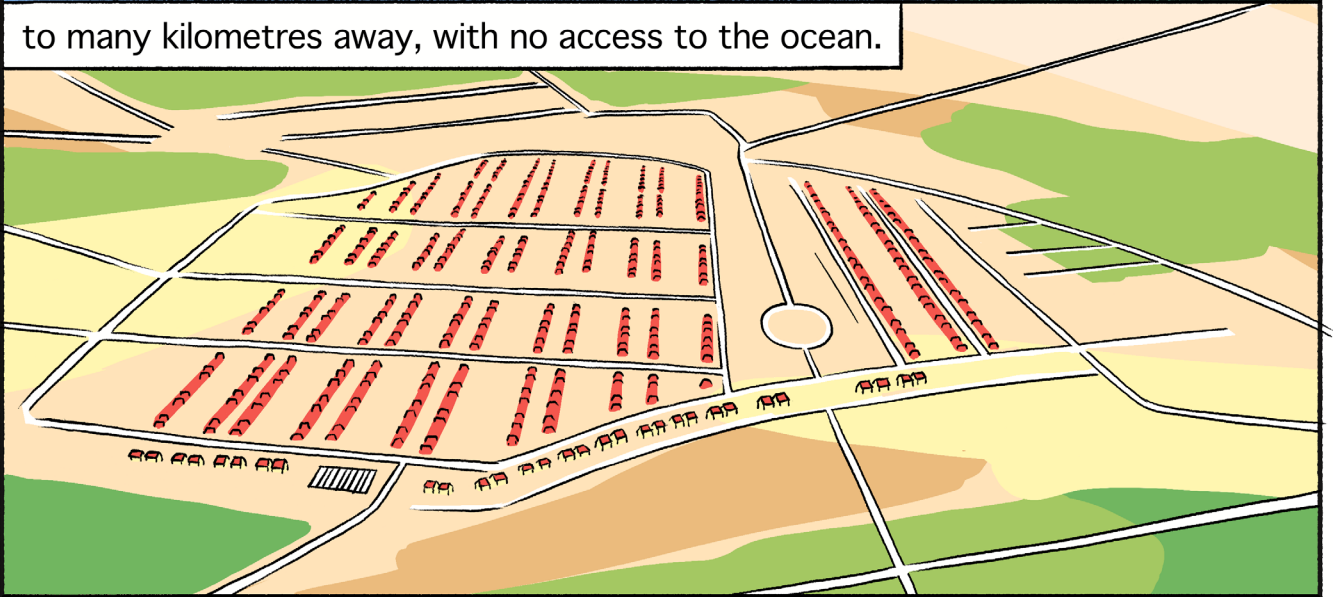 to many kilometres away, with no access to the ocean.